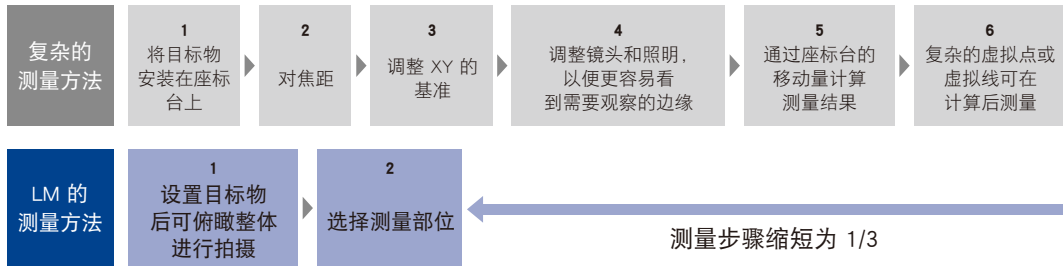 复杂的
测量方法
1
将目标物
安装在座标
台上
2
对焦距
3
调整 XY 的
基准
4
调整镜头和照明，
以便更容易看
到需要观察的边缘
5
通过座标台的
移动量计算
测量结果
6
复杂的虚拟点或
虚拟线可在
计算后测量
LM 的
测量方法
1
设置目标物
后可俯瞰整体
进行拍摄
2
选择测量部位
测量步骤缩短为 1/3